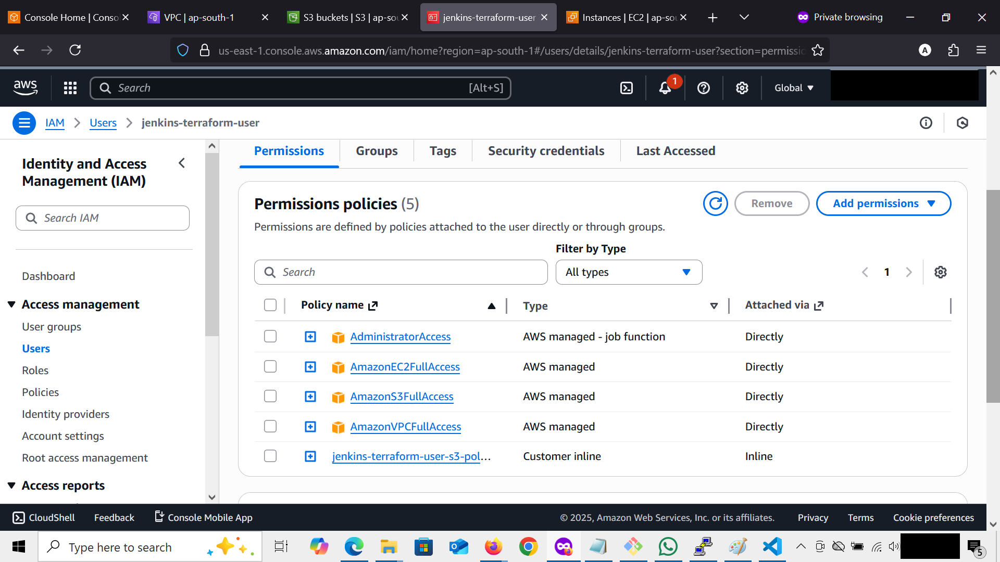 Console Home | Conso
VPC | ap-south-1
S3 buckets | S3 | ap-sou
jenkins-terraform-user
Instances | EC2 | ap-sou
Private browsing
us-east-1.console.aws.amazon.com/iam/home?region=ap-south-1#/users/details/jenkins-terraform-user?section=permissio
A
aws
Search
[Alt+S]
1
Global
IAM
Users
jenkins-terraform-user
Identity and Access
Management (IAM)
Search IAM
Dashboard
Access management
User groups
Users
Roles
Policies
Identity providers
Account settings
Root access management
Access reports
Permissions
Groups
Tags
Security credentials
Last Accessed
Permissions policies (5)
Remove
Add permissions
Permissions are defined by policies attached to the user directly or through groups.
Filter by Type
Search
All types
1
Policy name
Type
Attached via
AdministratorAccess
AWS managed - job function
Directly
AmazonEC2FullAccess
AWS managed
Directly
AmazonS3FullAccess
AWS managed
Directly
AmazonVPCFullAccess
AWS managed
Directly
jenkins-terraform-user-s3-pol...
Customer inline
Inline
CloudShell
Feedback
Console Mobile App
© 2025, Amazon Web Services, Inc. or its affiliates.
Privacy
Terms
Cookie preferences
Type here to search
5